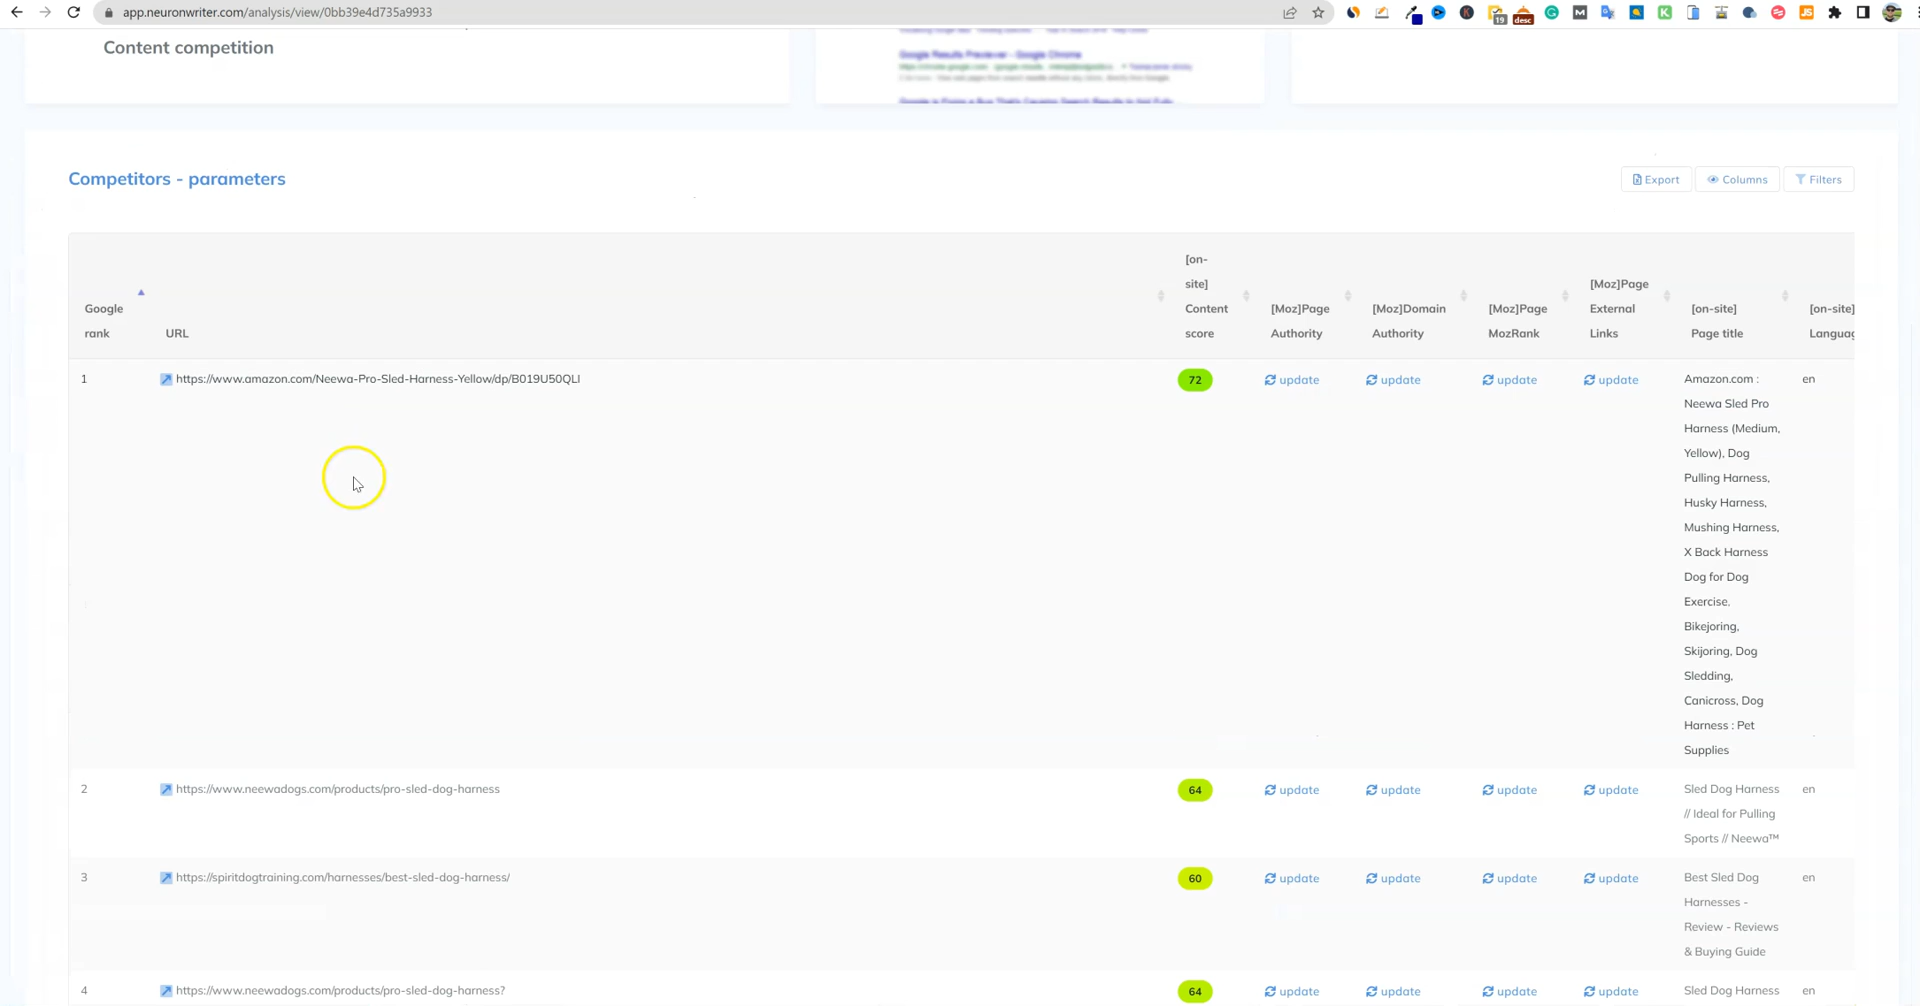 app.neuronwriter.com/analysis/view/0bb39e4d735a9933
19
desc
Content competition
Google Results Previewer - Google Chrome
Competitors - parameters
Export
Columns
Filters
Google
rank
URL
[on-
site]
Content
score
[Moz]Page
Authority
[Moz]Domain
Authority
[Moz]Page
MozRank
[Moz]Page
External
Links
[on-site]
Page title
[on-site]
Languag
1
https://www.amazon.com/Neewa-Pro-Sled-Harness-Yellow/dp/B019U50QLI
72
update
update
update
update
Amazon.com :
Neewa Sled Pro
Harness (Medium,
Yellow), Dog
Pulling Harness,
Husky Harness,
Mushing Harness,
X Back Harness
Dog for Dog
Exercise.
Bikejoring,
Skijoring, Dog
Sledding,
Canicross, Dog
Harness : Pet
Supplies
en
2
https://www.neewadogs.com/products/pro-sled-dog-harness
64
update
update
update
update
Sled Dog Harness
// Ideal for Pulling
Sports // Neewa™
en
3
https://spiritdogtraining.com/harnesses/best-sled-dog-harness/
60
update
update
update
update
Best Sled Dog
Harnesses -
Review - Reviews
& Buying Guide
en
4
https://www.neewadogs.com/products/pro-sled-dog-harness?
64
update
update
update
update
Sled Dog Harness
en